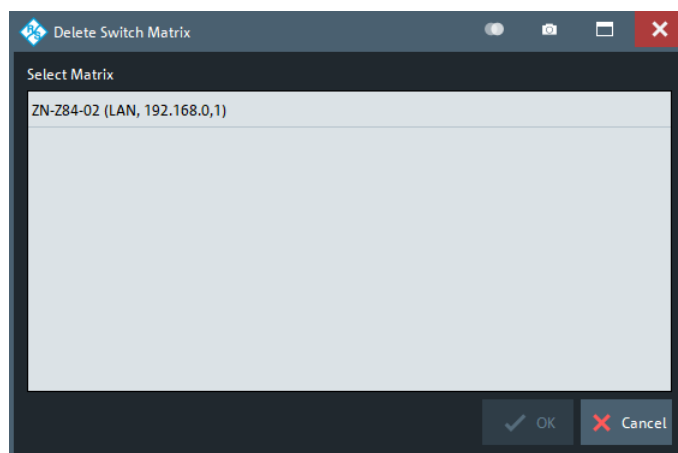 R/S Delete Switch Matrix
Select Matrix
ZN-Z84-02 (LAN, 192.168.0,1)
OK
Cancel